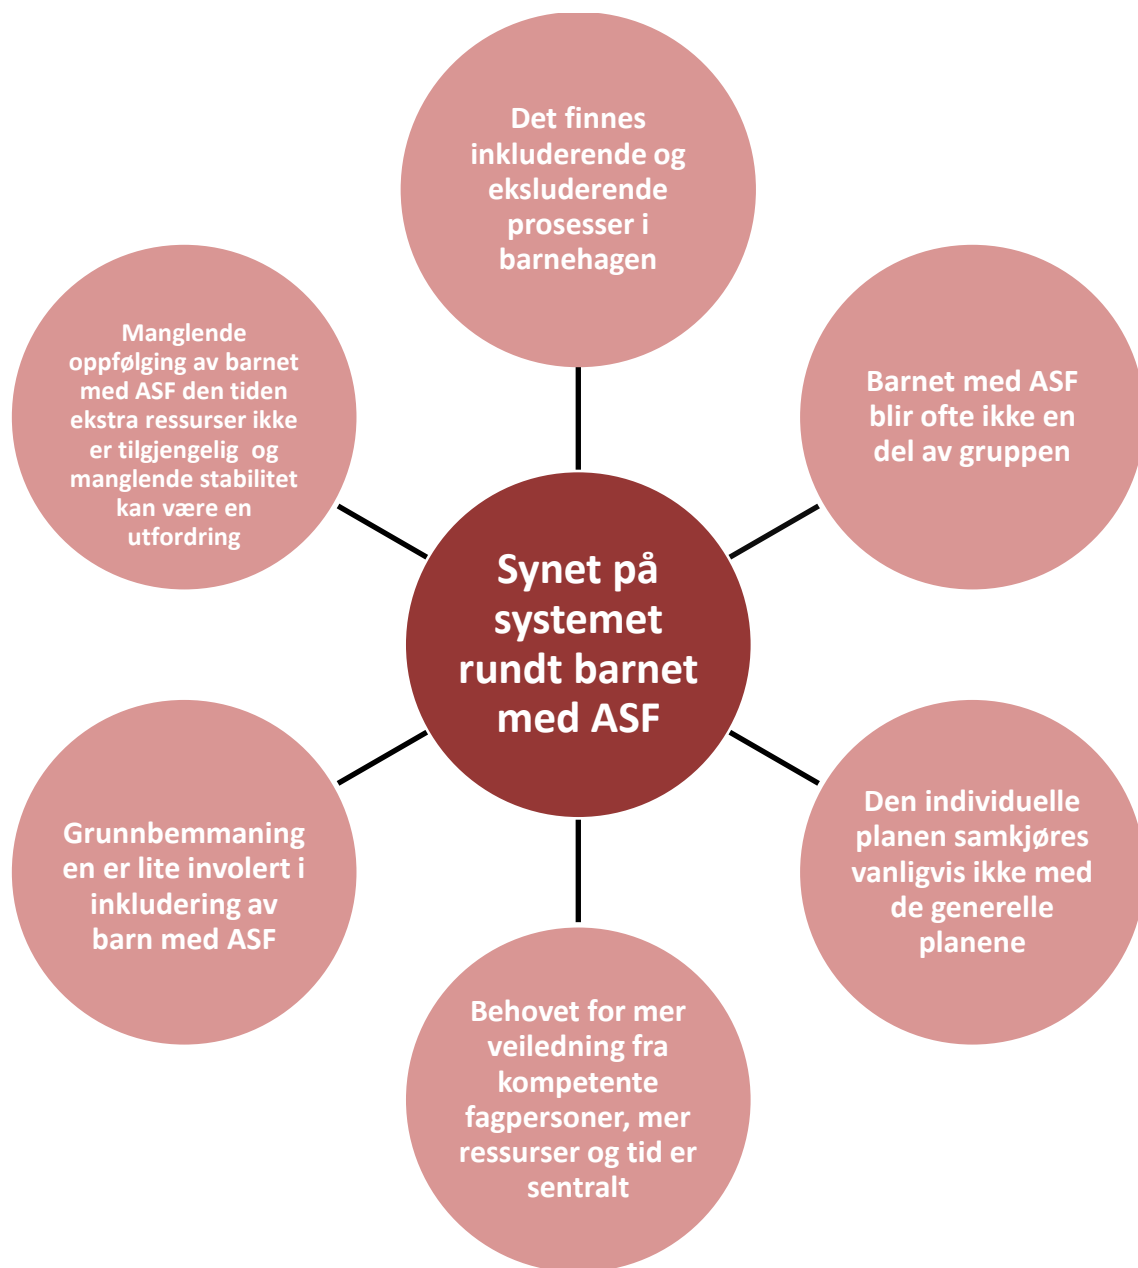 Det finnes
inkluderende og
eksluderende
prosesser i
barnehagen
Barnet med ASF
blir ofte ikke en
del av gruppen
Den individuelle
planen samkjøres
vanligvis ikke med
de generelle
planene
Behovet for mer
veiledning fra
kompetente
fagpersoner, mer
ressurser og tid er
sentralt
Grunnbemmaning
en er lite involert i
inkludering av
barn med ASF
Manglende
oppfølging av barnet
med ASF den tiden
ekstra ressurser ikke
er tilgjengelig og
manglende stabilitet
kan være en
utfordring
Synet på
systemet
rundt barnet
med ASF